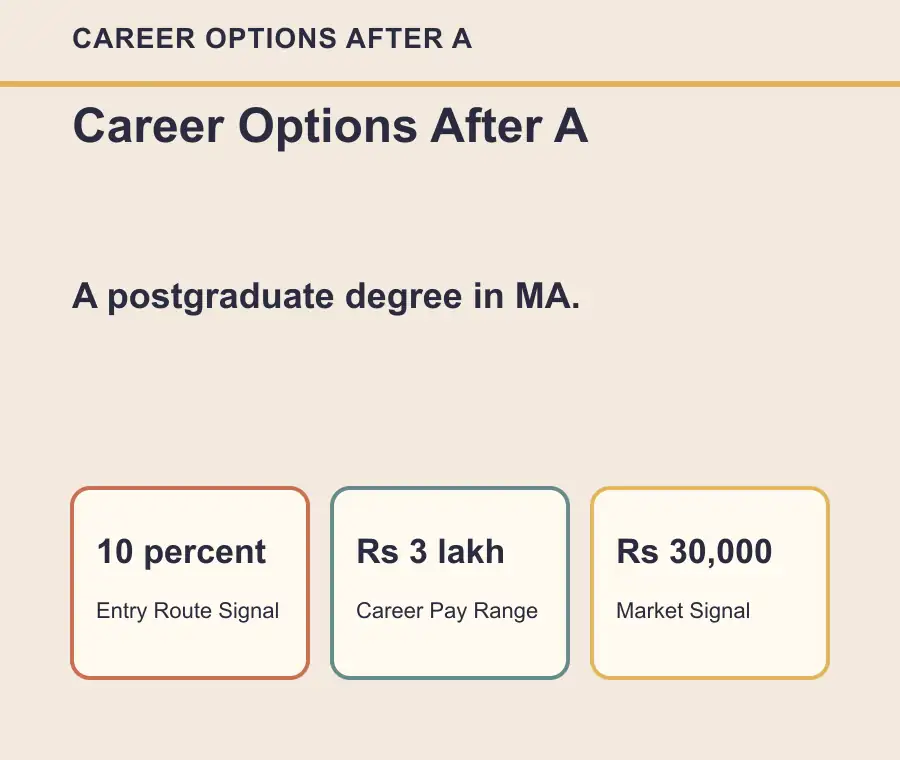 CAREER OPTIONS AFTER A
Career Options After A
A postgraduate degree in MA.
10 percent
Entry Route Signal
Rs 3 lakh
Career Pay Range
Rs 30,000
Market Signal